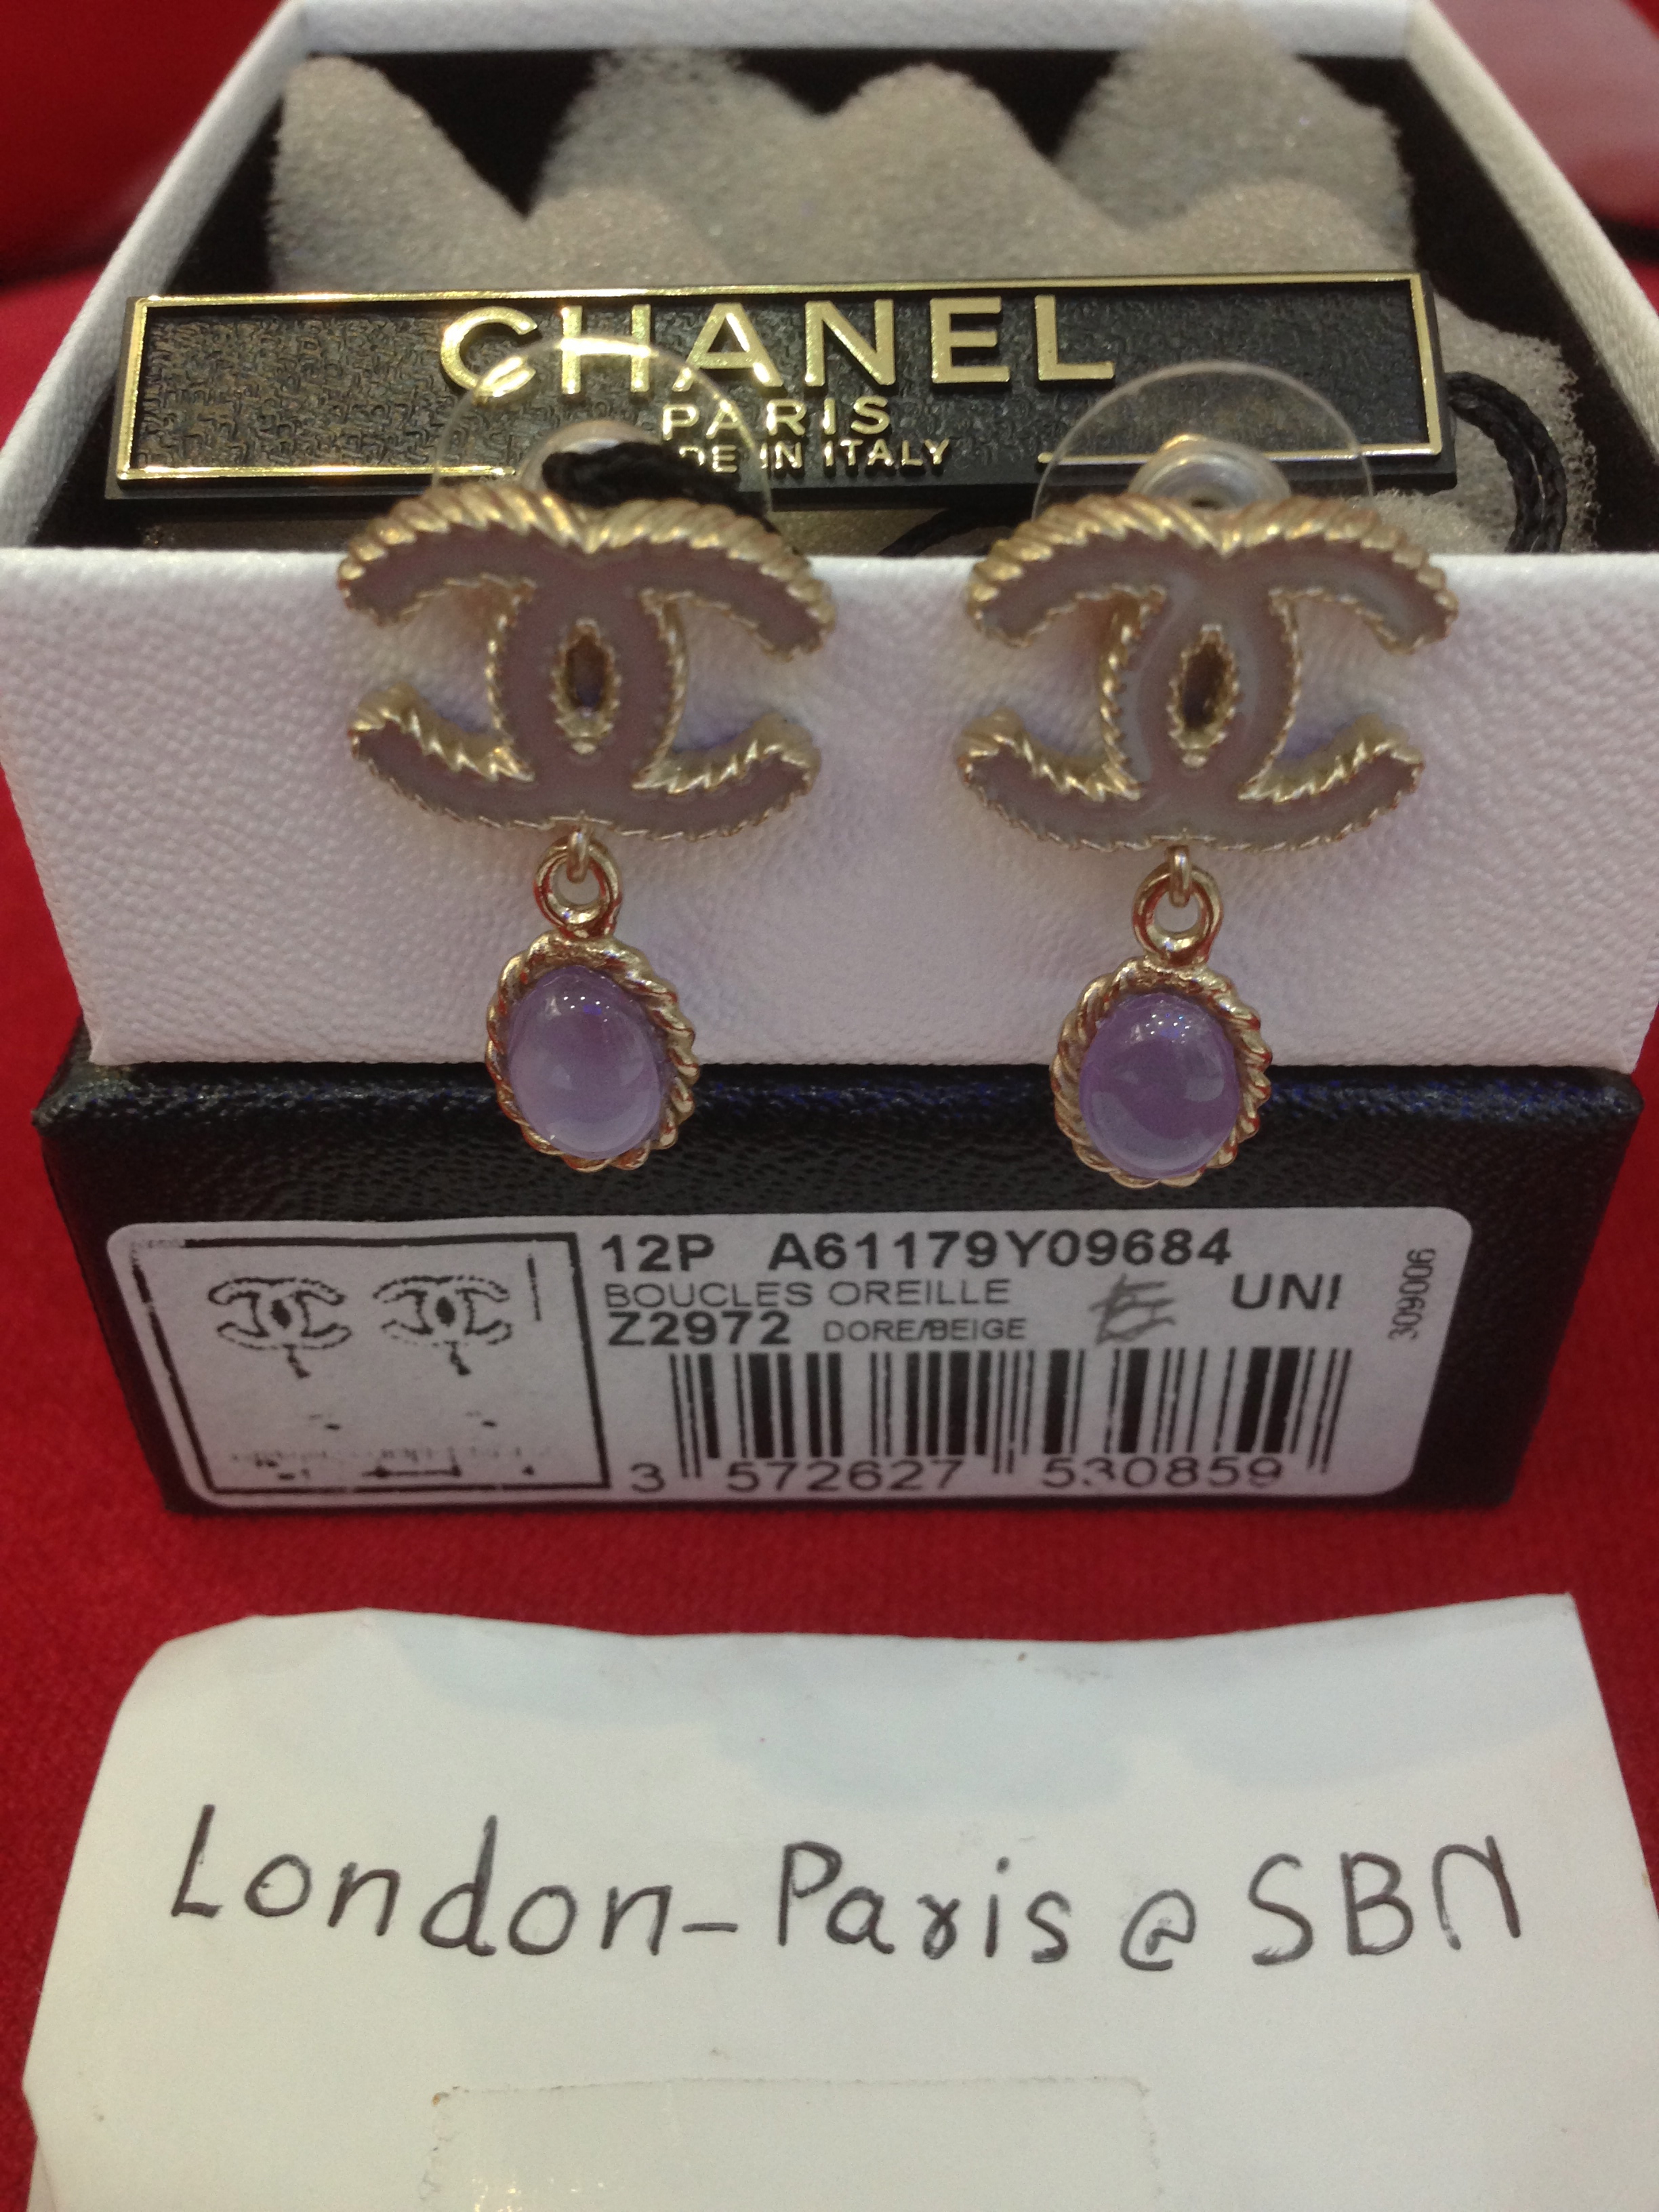 CHANEL
PARIS
IN ITALY
12P A61179Y09684
BOUCLES OREILLE UNI
Z2972 DORE/BEIGE
309006
3 572627 530859
London-Paris @ SBN